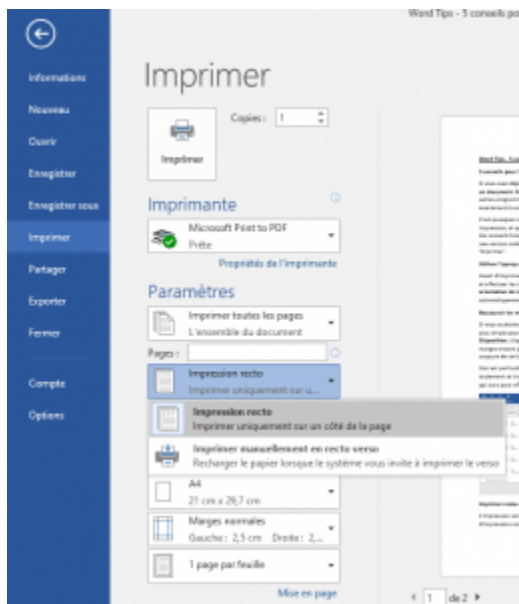 Word Tips - 5 conseils po
Informations
Nouveau
Ouvrir
Enregistrer
Enregistrer sous
Imprimer
Partager
Exporter
Fermer
Compte
Options
Imprimer
Copies : 1
Imprimer
Imprimante
Microsoft Print to PDF
Prête
Propriétés de l'imprimante
Paramètres
Imprimer toutes les pages
L'ensemble du document
Pages :
Impression recto
Imprimer uniquement sur u...
Impression recto
Imprimer uniquement sur un côté de la page
Imprimer manuellement en recto verso
Recharger le papier lorsque le système vous invite à imprimer le verso
A4
21 cm x 29,7 cm
Marges normales
Gauche : 2,5 cm Droite : 2,...
1 page par feuille
Mise en page
1 de 2